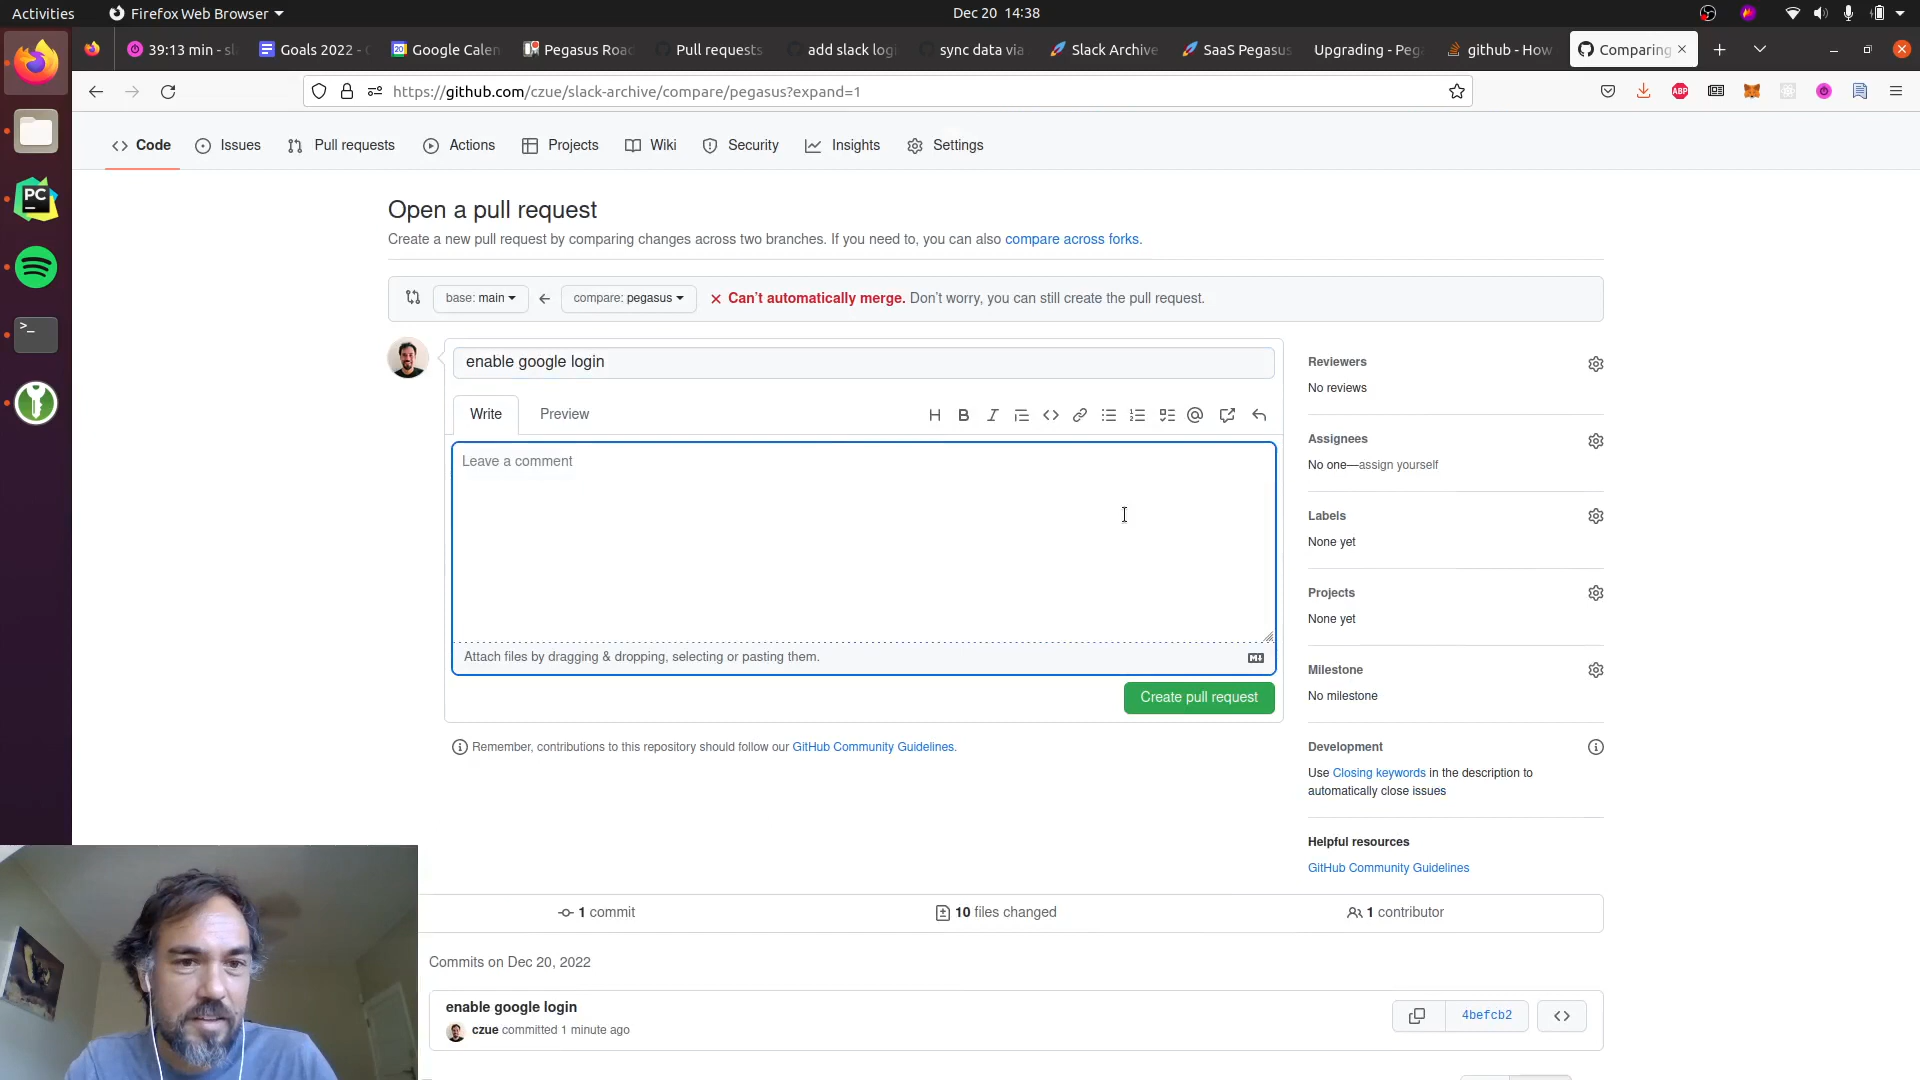 Activities
Firefox Web Browser
Dec 20 14:38
39:13 min - sl
Goals 2022 -
Google Calen
Pegasus Road
Pull requests
add slack logi
sync data via
Slack Archive
SaaS Pegasus
Upgrading - Pega
github - How
Comparing
https://github.com/czue/slack-archive/compare/pegasus?expand=1
ABP
Code
Issues
Pull requests
Actions
Projects
Wiki
Security
Insights
Settings
PC
Open a pull request
Create a new pull request by comparing changes across two branches. If you need to, you can also compare across forks.
base: main
compare: pegasus
Can't automatically merge. Don't worry, you can still create the pull request.
enable google login
Write
Preview
Leave a comment
Attach files by dragging & dropping, selecting or pasting them.
Create pull request
Remember, contributions to this repository should follow our GitHub Community Guidelines.
Reviewers
No reviews
Assignees
No one—assign yourself
Labels
None yet
Projects
None yet
Milestone
No milestone
Development
Use Closing keywords in the description to
automatically close issues
Helpful resources
GitHub Community Guidelines
1 commit
10 files changed
1 contributor
Commits on Dec 20, 2022
enable google login
czue committed 1 minute ago
4befcb2